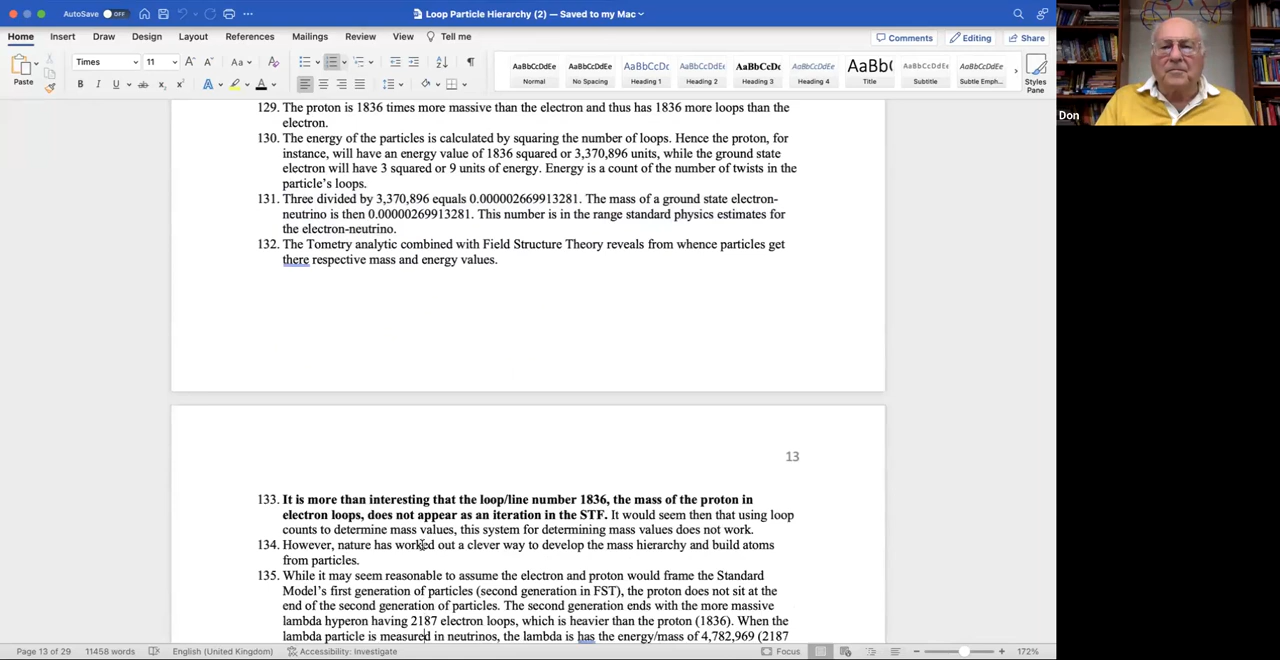 AutoSave OFF Loop Particle Hierarchy (2) — Saved to my Mac
Home Insert Draw Design Layout References Mailings Review View Tell me Comments Editing Share
Paste Times 11 Aa
AaBbCcDdEe AaBbCcDdEe AaBbCcDc AaBbCcDdEe AaBbCcDd AaBbCcDdEe AaBb( AaBbCcDdEe AaBbCcDdEe
Normal No Spacing Heading 1 Heading 2 Heading 3 Heading 4 Title Subtitle Subtle Emph... Styles Pane
Don
129. The proton is 1836 times more massive than the electron and thus has 1836 more loops than the
electron.
130. The energy of the particles is calculated by squaring the number of loops. Hence the proton, for
instance, will have an energy value of 1836 squared or 3,370,896 units, while the ground state
electron will have 3 squared or 9 units of energy. Energy is a count of the number of twists in the
particle's loops.
131. Three divided by 3,370,896 equals 0.000002669913281. The mass of a ground state electron-
neutrino is then 0.00000269913281. This number is in the range standard physics estimates for
the electron-neutrino.
132. The Tometry analytic combined with Field Structure Theory reveals from whence particles get
there respective mass and energy values.
13
133. It is more than interesting that the loop/line number 1836, the mass of the proton in
electron loops, does not appear as an iteration in the STF. It would seem then that using loop
counts to determine mass values, this system for determining mass values does not work.
134. However, nature has worked out a clever way to develop the mass hierarchy and build atoms
from particles.
135. While it may seem reasonable to assume the electron and proton would frame the Standard
Model's first generation of particles (second generation in FST), the proton does not sit at the
end of the second generation of particles. The second generation ends with the more massive
lambda hyperon having 2187 electron loops, which is heavier than the proton (1836). When the
lambda particle is measured in neutrinos, the lambda is has the energy/mass of 4,782,969 (2187
Page 13 of 29 11458 words English (United Kingdom) Accessibility: Investigate Focus 172%